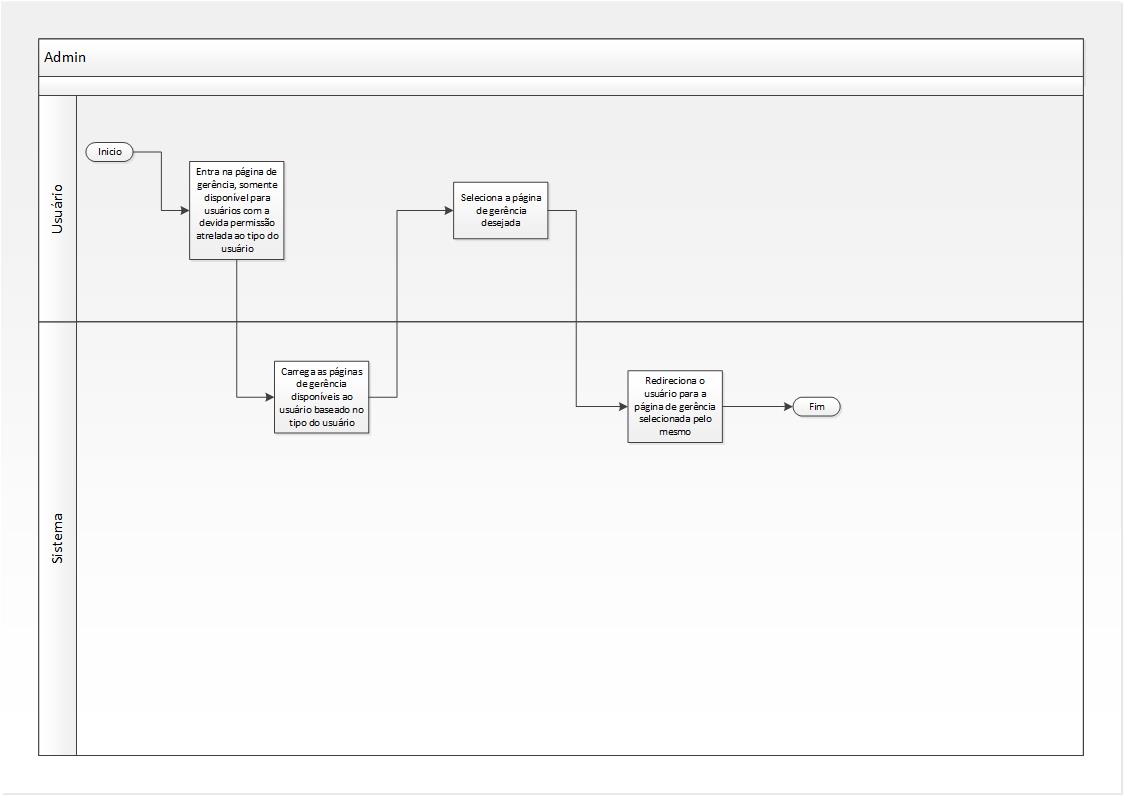 Admin
Usuário
Inicio
Entra na página de
gerência, somente
disponível para
usuários com a
devida permissão
atrelada ao tipo do
usuário
Seleciona a página
de gerência
desejada
Sistema
Carrega as páginas
de gerência
disponíveis ao
usuário baseado no
tipo do usuário
Redireciona o
usuário para a
página de gerência
selecionada pelo
mesmo
Fim